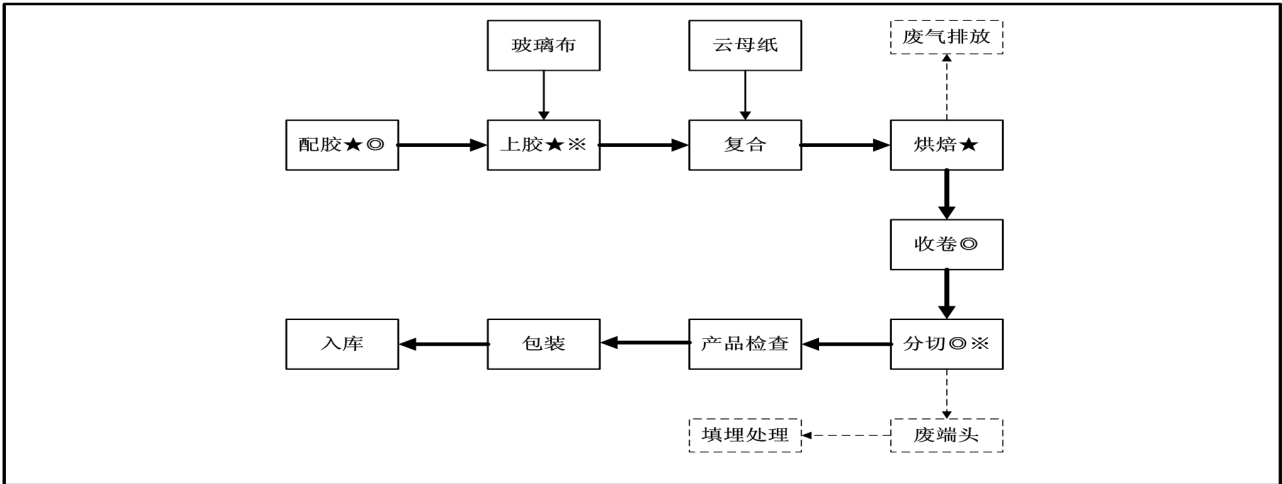 玻璃布
云母纸
废气排放
配胶★◎
上胶★※
复合
烘焙★
收卷◎
入库
包装
产品检查
分切◎※
填埋处理
废端头